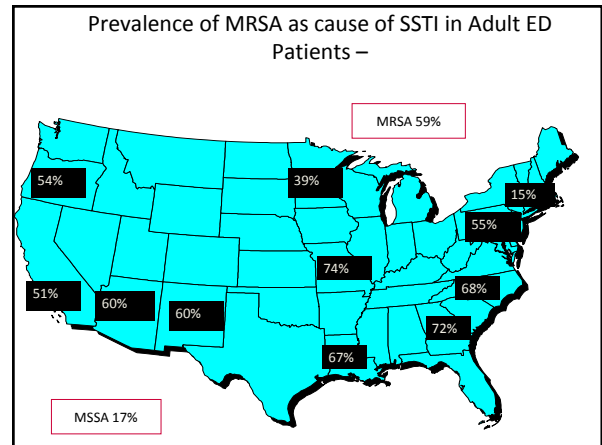 Prevalence of MRSA as cause of SSTI in Adult ED
Patients –
MRSA 59%
54%
39%
15%
55%
74%
51%
60%
60%
68%
72%
67%
MSSA 17%